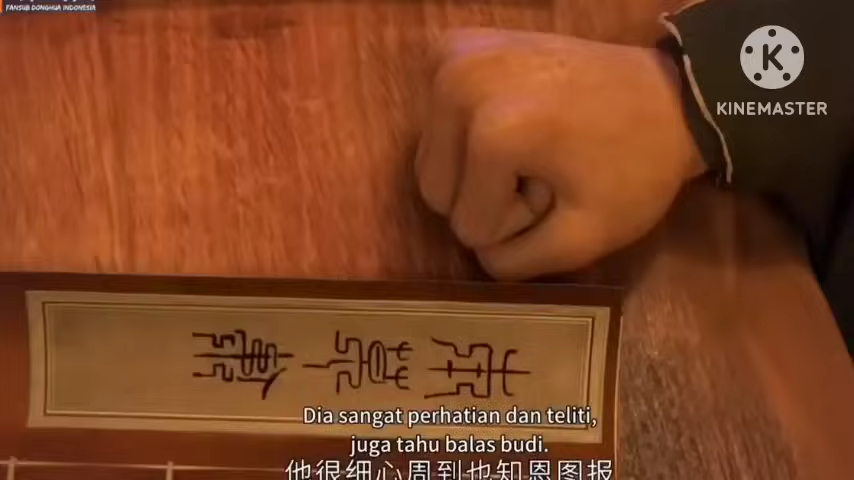 FANSUB DONGHUA INDONESIA
K
KINEMASTER
Dia sangat perhatian dan teliti,
juga tahu balas budi.
他很细心周到也知恩图报